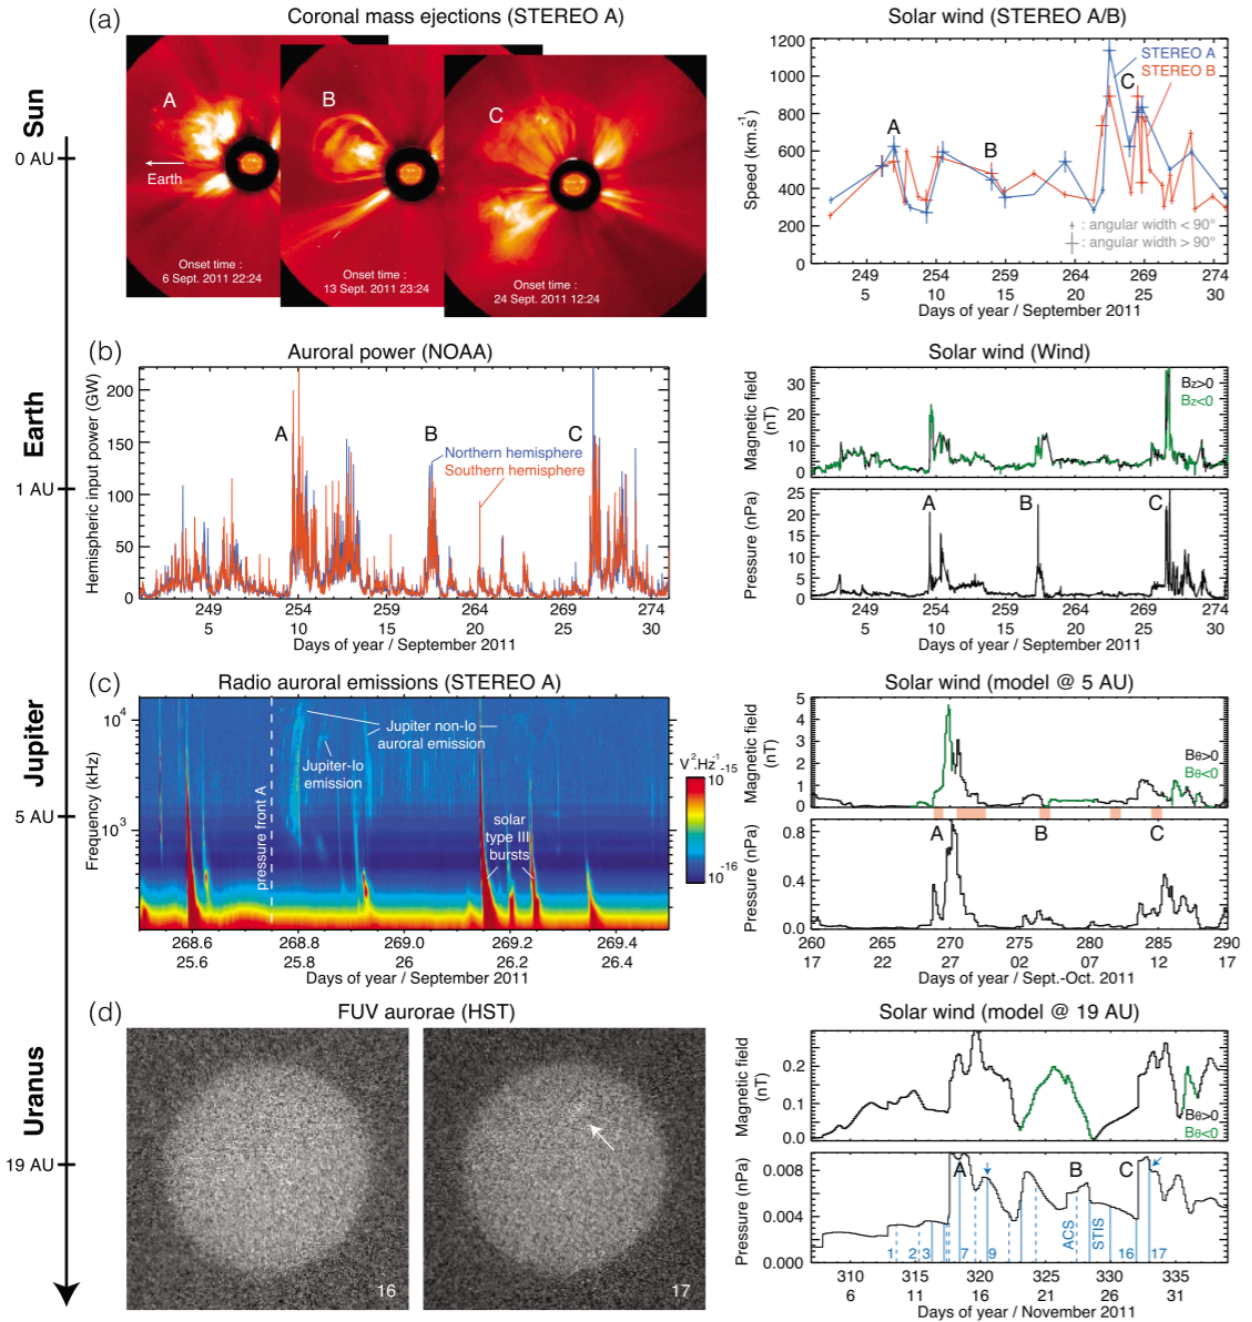 (a)
Coronal mass ejections (STEREO A)
Solar wind (STEREO A/B)
Sun
0 AU
A
Earth
Onset time :
6 Sept. 2011 22:24
B
Onset time :
13 Sept. 2011 23:24
C
Onset time :
24 Sept. 2011 12:24
Speed (km.s⁻¹)
1200
1000
800
600
400
200
0
STEREO A
STEREO B
A
B
C
: angular width < 90°
: angular width > 90°
249 254 259 264 269 274
5 10 15 20 25 30
Days of year / September 2011
(b)
Auroral power (NOAA)
Solar wind (Wind)
Earth
1 AU
Hemispheric input power (GW)
200
150
100
50
0
A
B
C
Northern hemisphere
Southern hemisphere
249 254 259 264 269 274
5 10 15 20 25 30
Days of year / September 2011
Magnetic field
(nT)
30
20
10
0
Bz>0
Bz<0
Pressure (nPa)
25
20
15
10
5
0
A
B
C
249 254 259 264 269 274
5 10 15 20 25 30
Days of year / September 2011
(c)
Radio auroral emissions (STEREO A)
Solar wind (model @ 5 AU)
Jupiter
5 AU
Frequency (kHz)
10⁴
10³
pressure front A
Jupiter non-Io
auroral emission
Jupiter-Io
emission
solar
type III
bursts
V².Hz⁻¹
10⁻¹⁵
10⁻¹⁶
268.6 268.8 269.0 269.2 269.4
25.6 25.8 26 26.2 26.4
Days of year / September 2011
Magnetic field
(nT)
5
4
3
2
1
0
Bθ>0
Bθ<0
Pressure (nPa)
0.8
0.4
0.0
A
B
C
260 265 270 275 280 285 290
17 22 27 02 07 12 17
Days of year / Sept.-Oct. 2011
(d)
FUV aurorae (HST)
Solar wind (model @ 19 AU)
Uranus
19 AU
16
17
Magnetic field
(nT)
0.2
0.1
0.0
Bθ>0
Bθ<0
Pressure (nPa)
0.008
0.004
0.000
A
B
C
1 2 3 7 9 ACS STIS 16 17
310 315 320 325 330 335
6 11 16 21 26 31
Days of year / November 2011